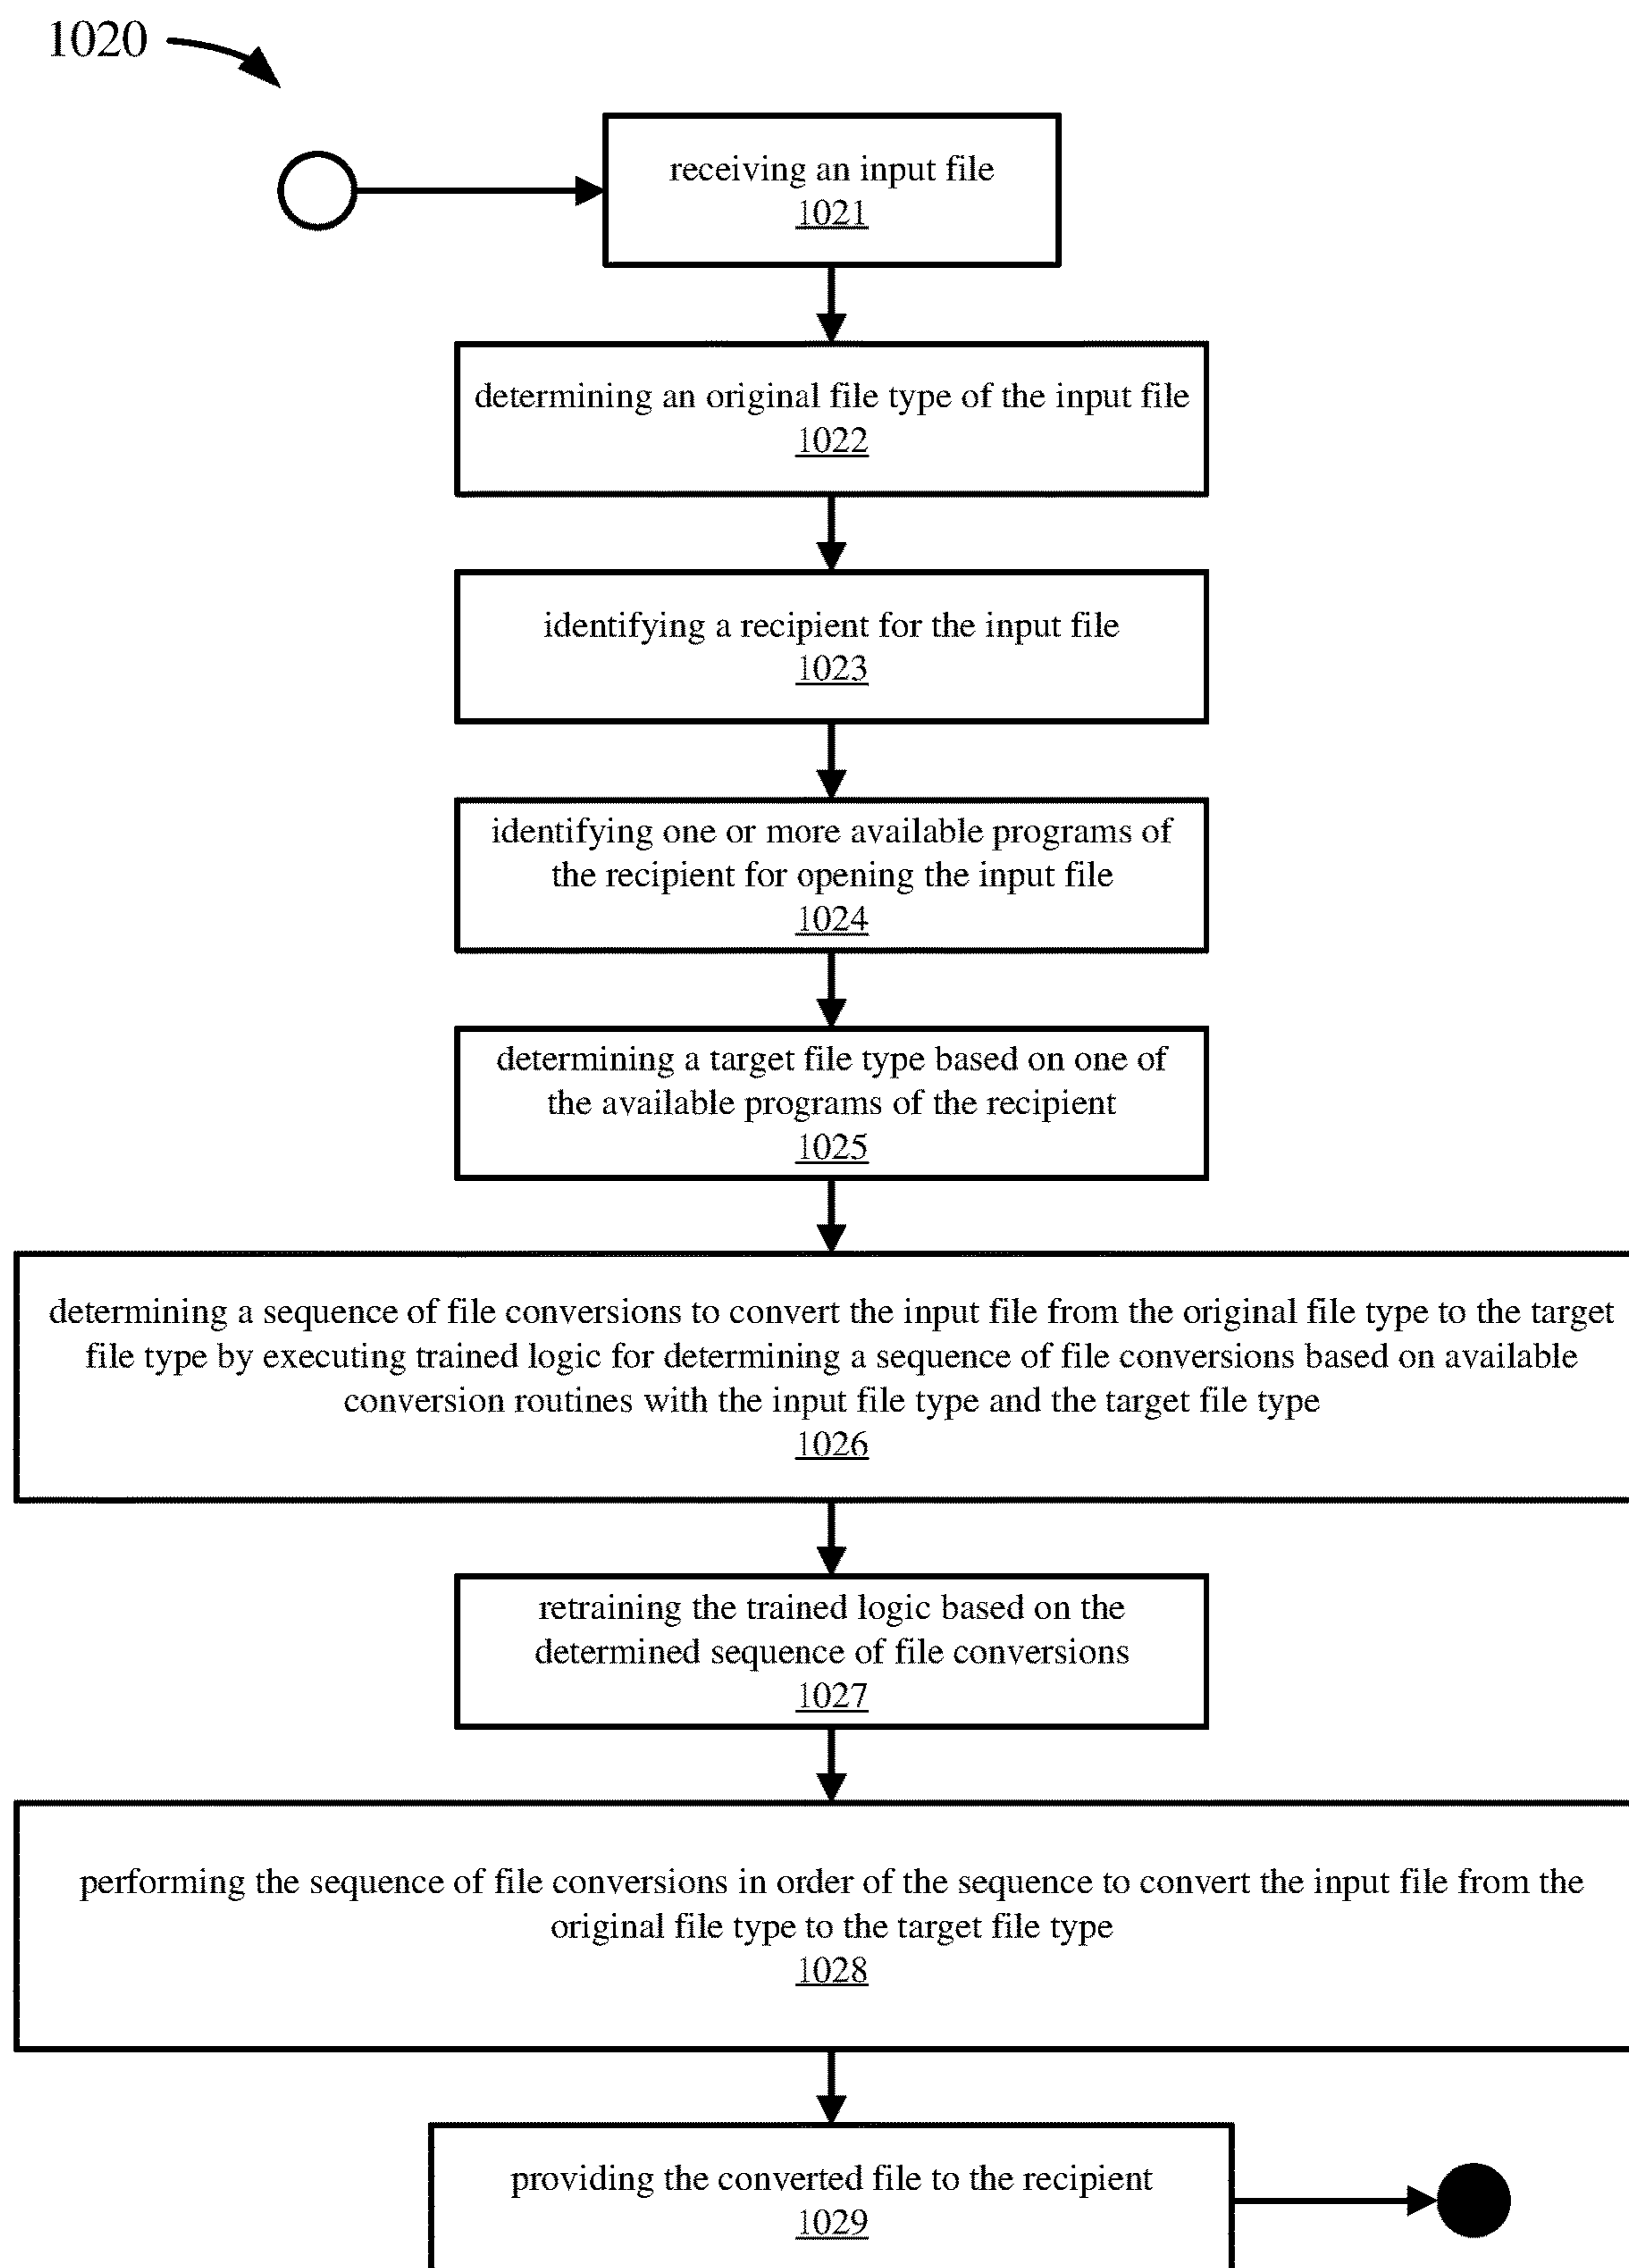 1020
receiving an input file
1021
determining an original file type of the input file
1022
identifying a recipient for the input file
1023
identifying one or more available programs of
the recipient for opening the input file
1024
determining a target file type based on one of
the available programs of the recipient
1025
determining a sequence of file conversions to convert the input file from the original file type to the target
file type by executing trained logic for determining a sequence of file conversions based on available
conversion routines with the input file type and the target file type
1026
retraining the trained logic based on the
determined sequence of file conversions
1027
performing the sequence of file conversions in order of the sequence to convert the input file from the
original file type to the target file type
1028
providing the converted file to the recipient
1029